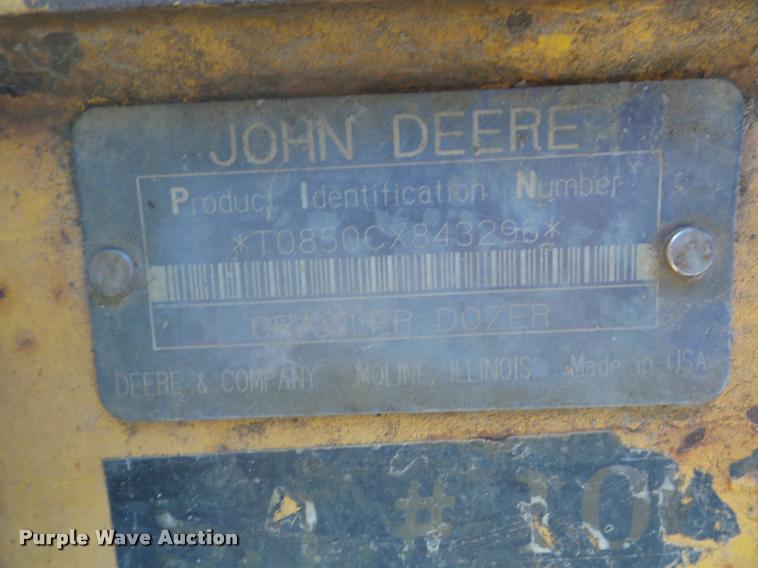 JOHN DEERE
Product Identification Number
*T0850CX843296*
CRAWLER DOZER
DEERE & COMPANY MOLINE, ILLINOIS Made in USA
# 10
Purple Wave Auction